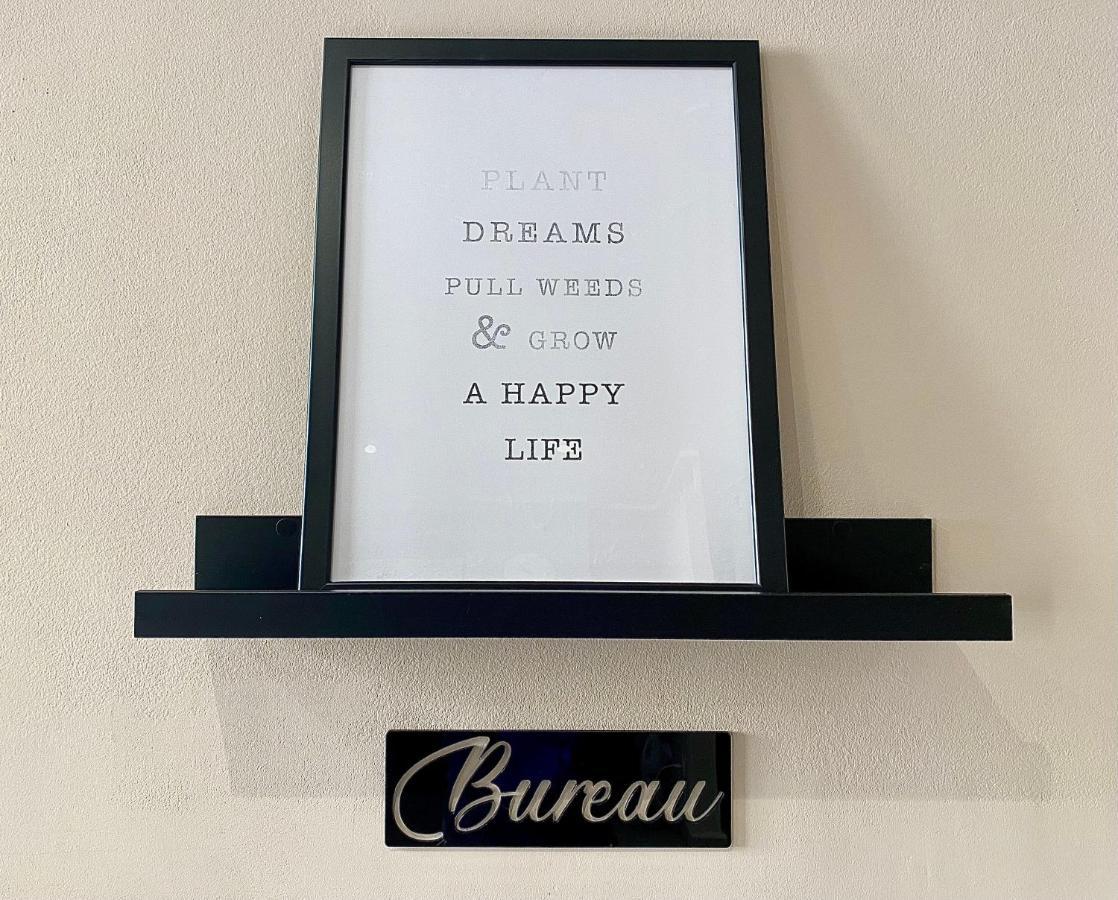 PLANT
DREAMS
PULL WEEDS
& GROW
A HAPPY
LIFE
Bureau